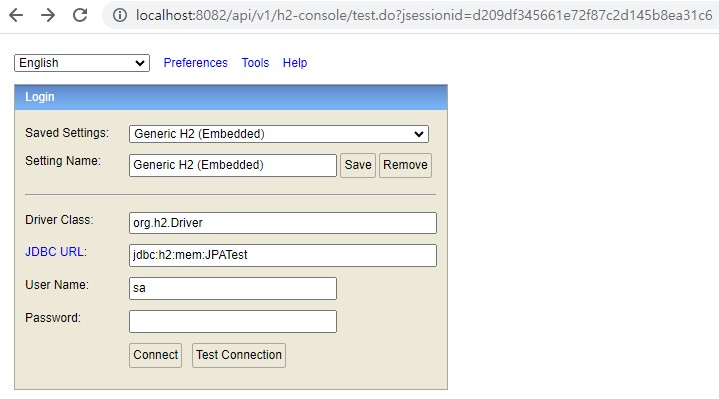 localhost:8082/api/v1/h2-console/test.do?jsessionid=d209df345661e72f87c2d145b8ea31c6
English Preferences Tools Help
Login
Saved Settings: Generic H2 (Embedded)
Setting Name: Generic H2 (Embedded) Save Remove
Driver Class: org.h2.Driver
JDBC URL: jdbc:h2:mem:JPATest
User Name: sa
Password:
Connect Test Connection